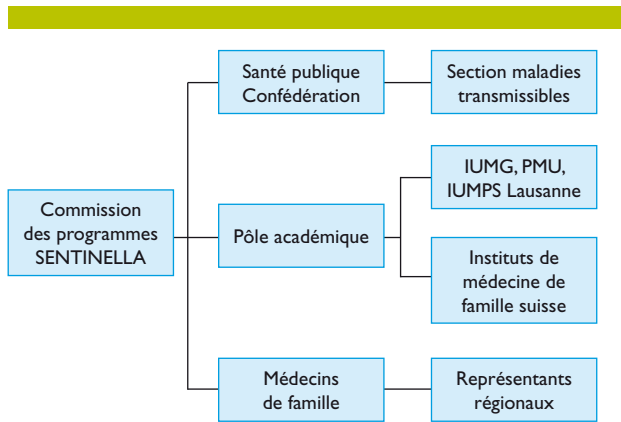 Santé publique
Confédération
Section maladies
transmissibles
IUMG, PMU,
IUMPS Lausanne
Commission
des programmes
SENTINELLA
Pôle académique
Instituts de
médecine de
famille suisse
Médecins
de famille
Représentants
régionaux